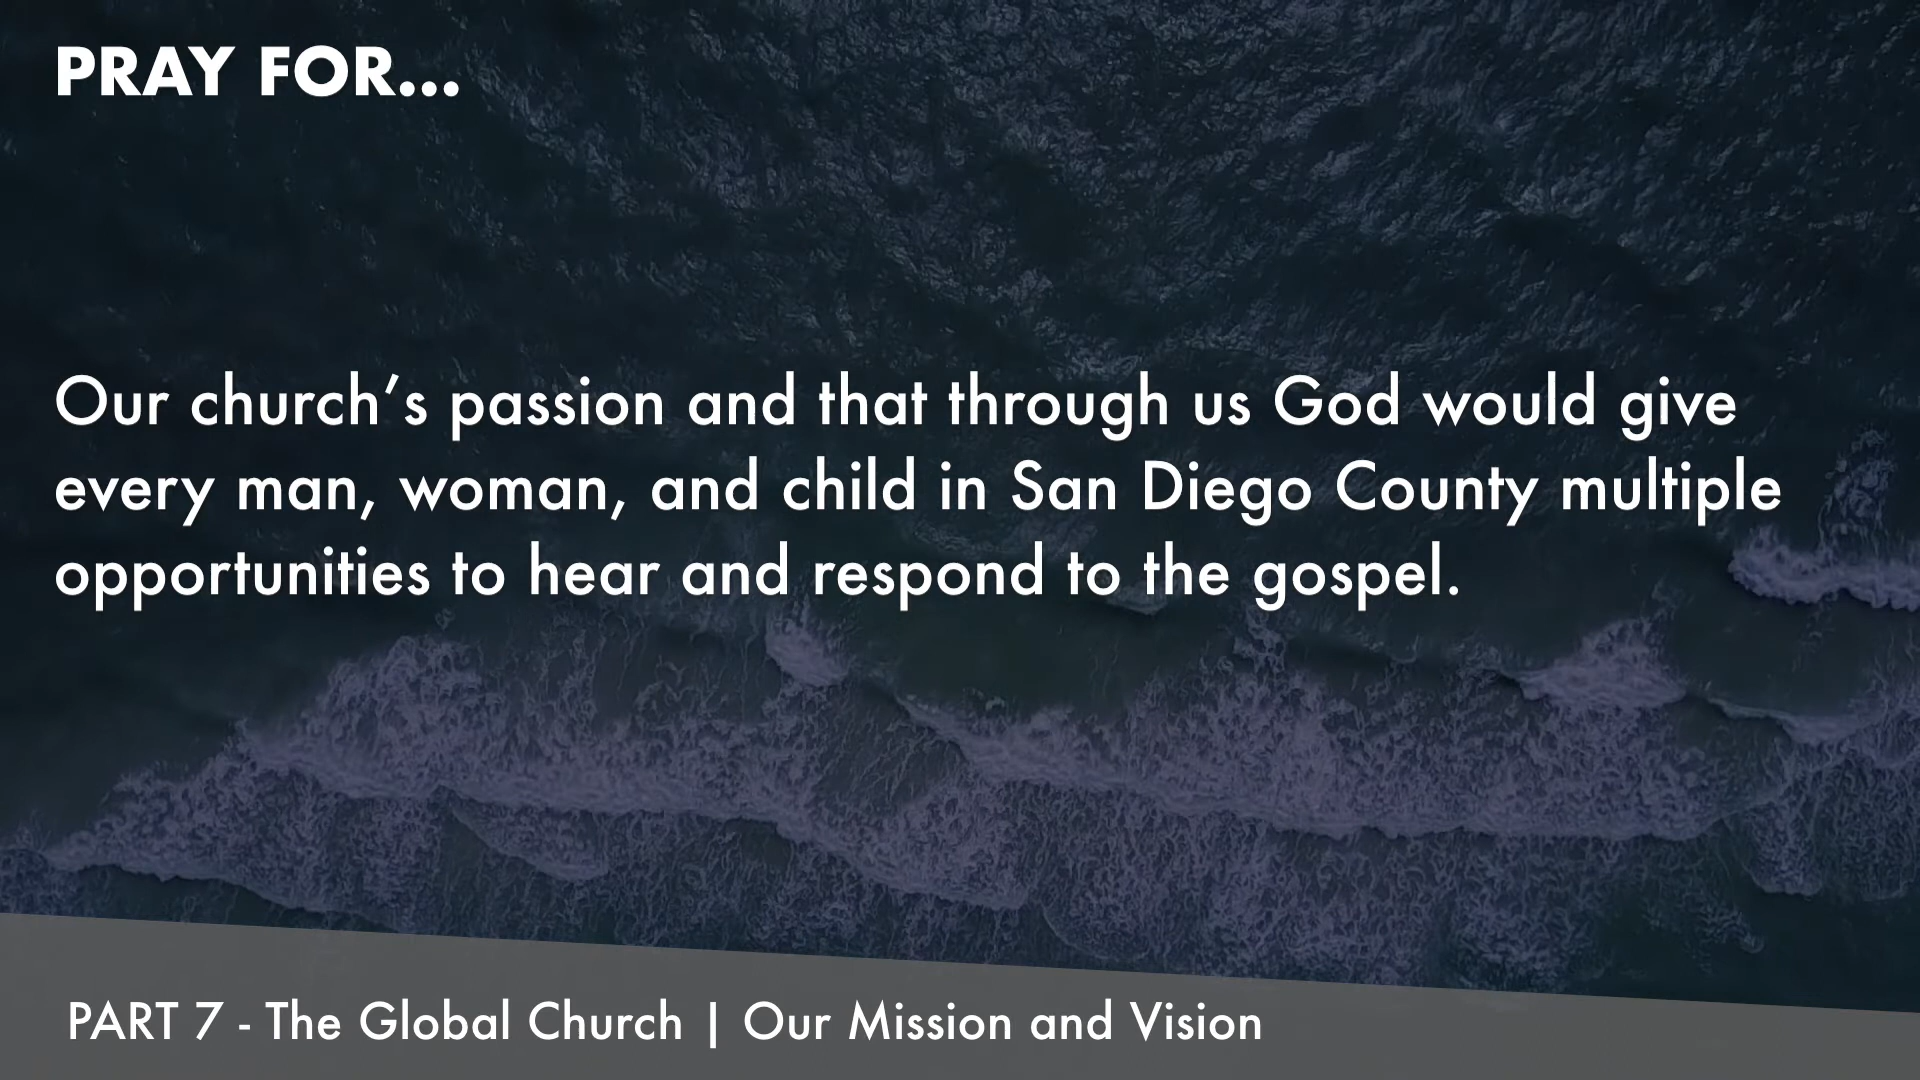 PRAY FOR...
Our church’s passion and that through us God would give
every man, woman, and child in San Diego County multiple
opportunities to hear and respond to the gospel.
PART 7 - The Global Church | Our Mission and Vision